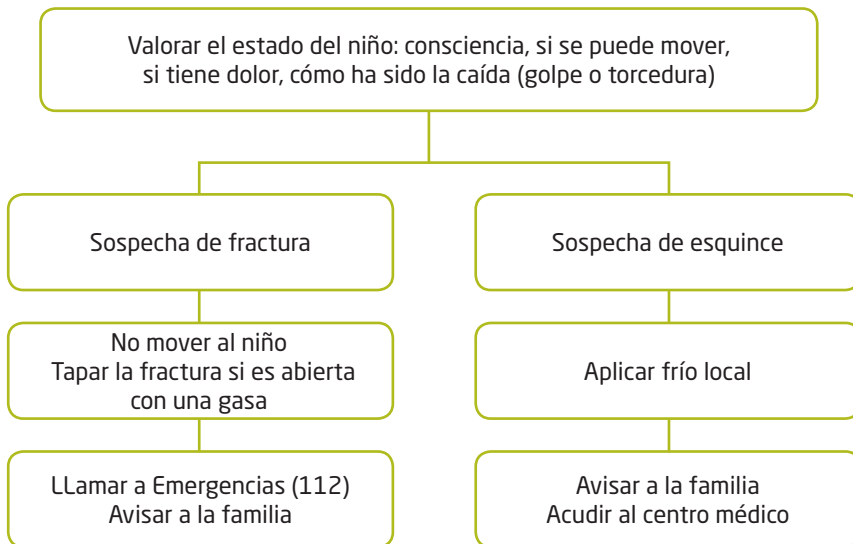 Valorar el estado del niño: consciencia, si se puede mover,
si tiene dolor, cómo ha sido la caída (golpe o torcedura)
Sospecha de fractura
Sospecha de esquince
No mover al niño
Tapar la fractura si es abierta
con una gasa
Aplicar frío local
LLamar a Emergencias (112)
Avisar a la familia
Avisar a la familia
Acudir al centro médico